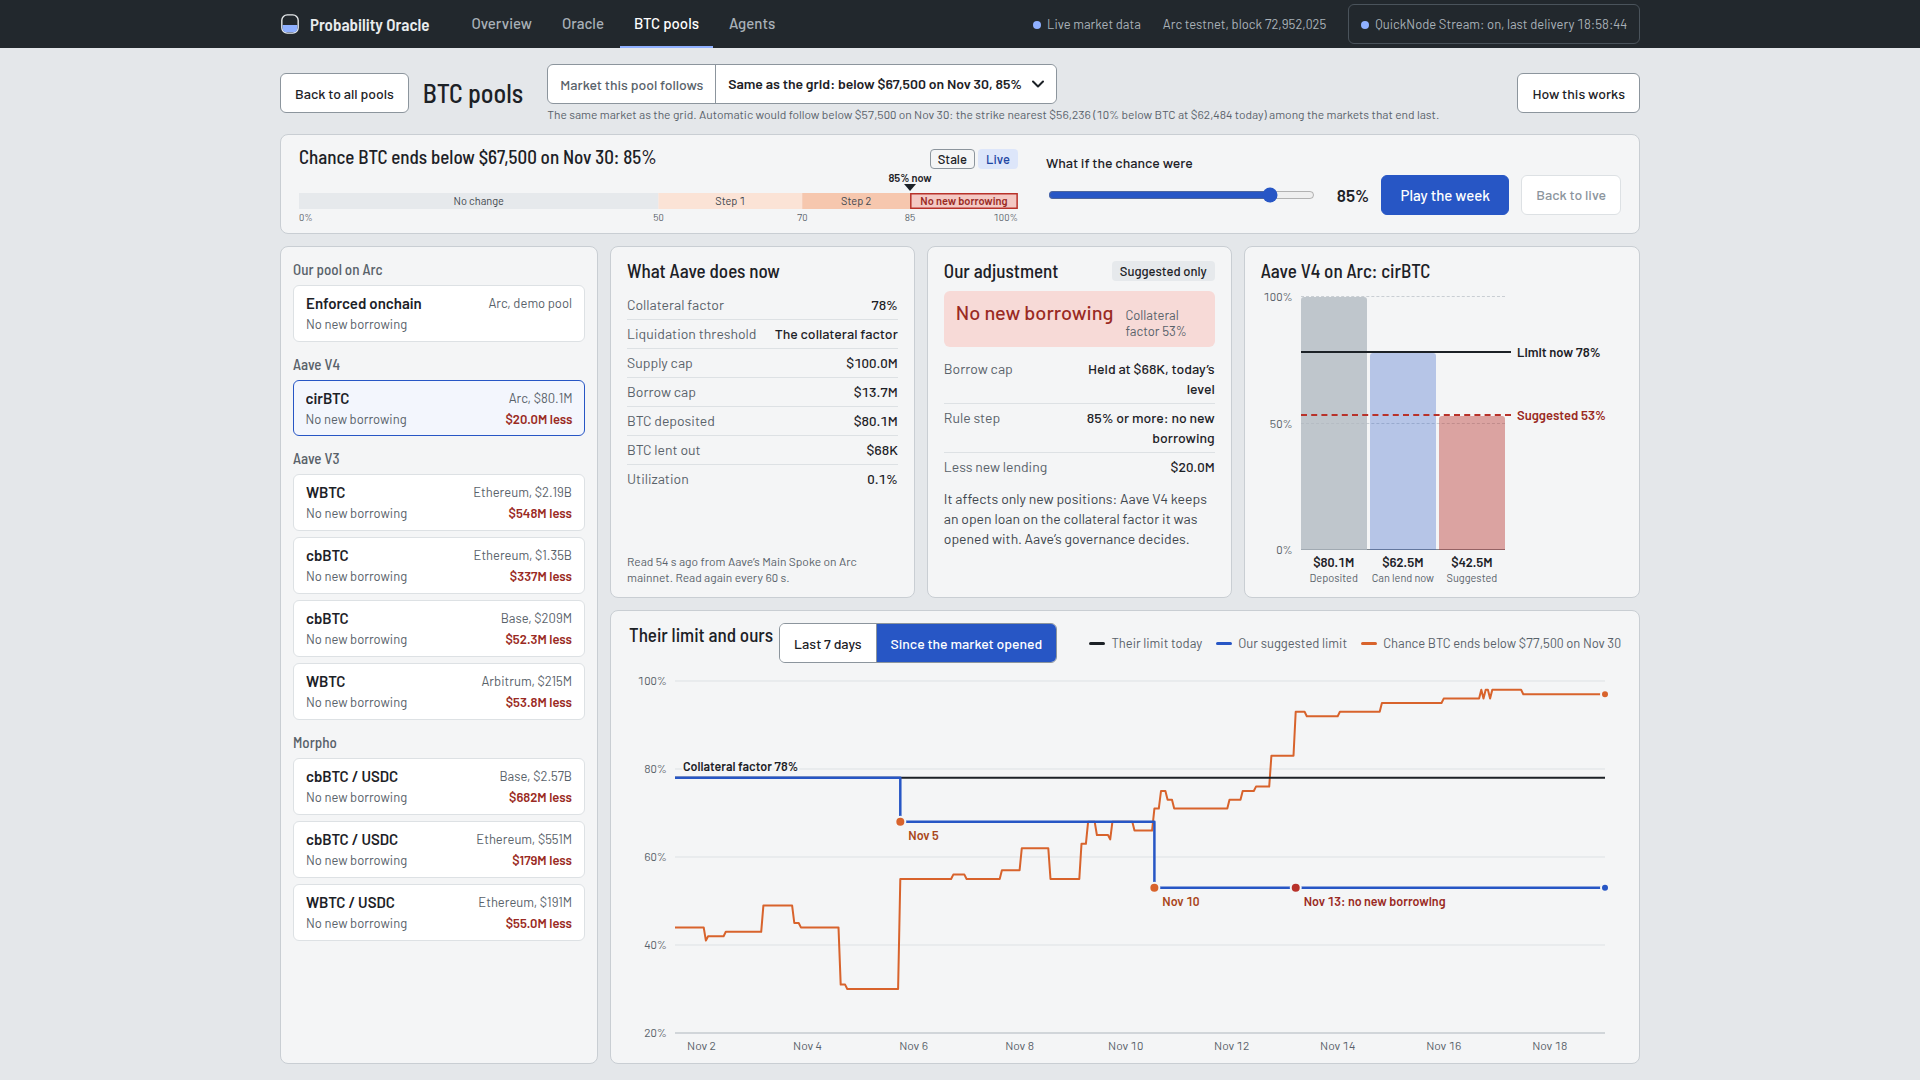 Probability Oracle
Overview
Oracle
BTC pools
Agents
Live market data
Arc testnet, block 72,952,025
QuickNode Stream: on, last delivery 18:58:44
Back to all pools
BTC pools
Market this pool follows
Same as the grid: below $67,500 on Nov 30, 85%
The same market as the grid. Automatic would follow below $57,500 on Nov 30: the strike nearest $56,236 (10% below BTC at $62,484 today) among the markets that end last.
How this works
Chance BTC ends below $67,500 on Nov 30: 85%
Stale
Live
85% now
No change
Step 1
Step 2
No new borrowing
0%
50
70
85
100%
What if the chance were
85%
Play the week
Back to live
Our pool on Arc
Enforced onchain
Arc, demo pool
No new borrowing
Aave V4
cirBTC
Arc, $80.1M
No new borrowing
$20.0M less
Aave V3
WBTC
Ethereum, $2.19B
No new borrowing
$548M less
cbBTC
Ethereum, $1.35B
No new borrowing
$337M less
cbBTC
Base, $209M
No new borrowing
$52.3M less
WBTC
Arbitrum, $215M
No new borrowing
$53.8M less
Morpho
cbBTC / USDC
Base, $2.57B
No new borrowing
$682M less
cbBTC / USDC
Ethereum, $551M
No new borrowing
$179M less
WBTC / USDC
Ethereum, $191M
No new borrowing
$55.0M less
What Aave does now
Collateral factor
78%
Liquidation threshold
The collateral factor
Supply cap
$100.0M
Borrow cap
$13.7M
BTC deposited
$80.1M
BTC lent out
$68K
Utilization
0.1%
Read 54 s ago from Aave's Main Spoke on Arc
mainnet. Read again every 60 s.
Our adjustment
Suggested only
No new borrowing
Collateral
factor 53%
Borrow cap
Held at $68K, today's
level
Rule step
85% or more: no new
borrowing
Less new lending
$20.0M
It affects only new positions: Aave V4 keeps
an open loan on the collateral factor it was
opened with. Aave's governance decides.
Aave V4 on Arc: cirBTC
100%
50%
0%
Limit now 78%
Suggested 53%
$80.1M
Deposited
$62.5M
Can lend now
$42.5M
Suggested
Their limit and ours
Last 7 days
Since the market opened
Their limit today
Our suggested limit
Chance BTC ends below $77,500 on Nov 30
100%
80%
60%
40%
20%
Collateral factor 78%
Nov 5
Nov 10
Nov 13: no new borrowing
Nov 2
Nov 4
Nov 6
Nov 8
Nov 10
Nov 12
Nov 14
Nov 16
Nov 18